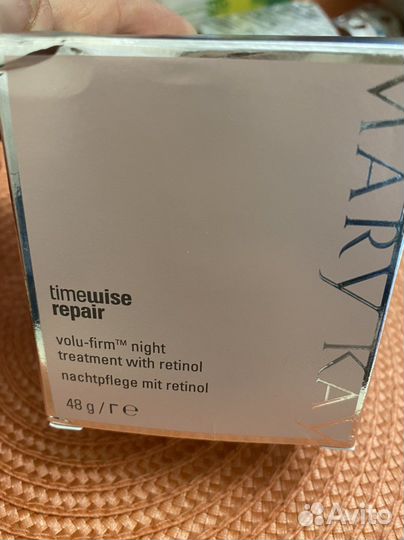 MARY KAY
timewise
repair
volu-firm™ night
treatment with retinol
nachtpflege mit retinol
48 g / Г ℮
Avito